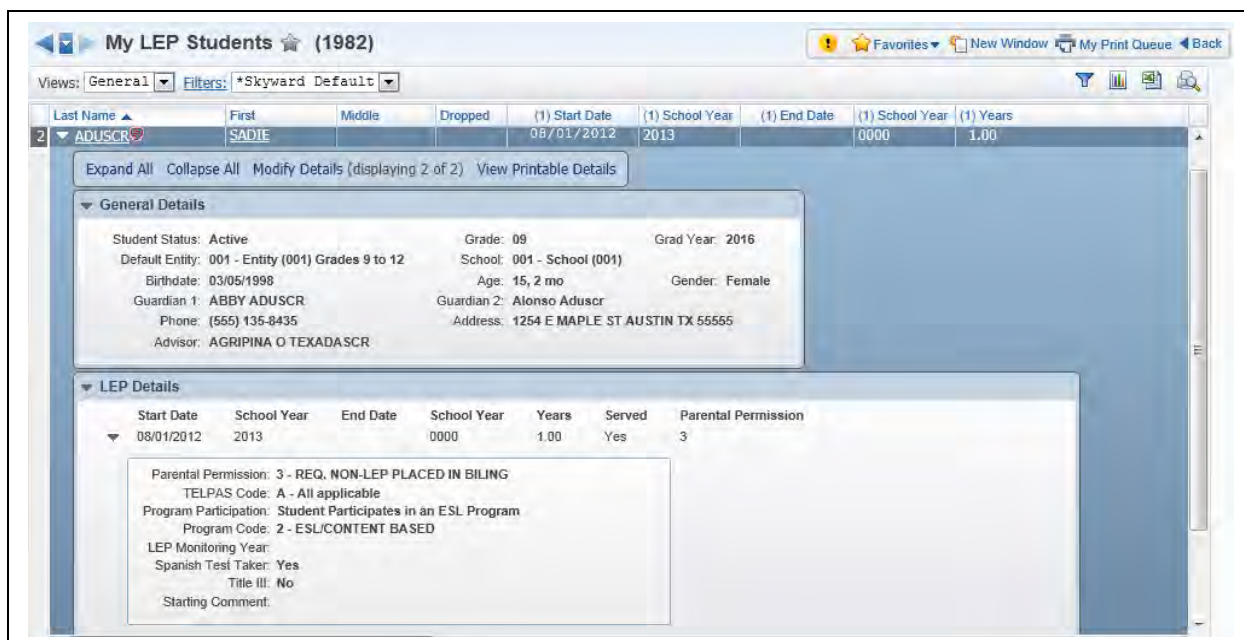 My LEP Students (1982)
Favorites New Window My Print Queue Back
Views: General Filters: *Skyward Default
Last Name First Middle Dropped (1) Start Date (1) School Year (1) End Date (1) School Year (1) Years
2 ADUSCR SADIE 08/01/2012 2013 0000 1.00
Expand All Collapse All Modify Details (displaying 2 of 2) View Printable Details
General Details
Student Status: Active Grade: 09 Grad Year: 2016
Default Entity: 001 - Entity (001) Grades 9 to 12 School: 001 - School (001)
Birthdate: 03/05/1998 Age: 15, 2 mo Gender: Female
Guardian 1: ABBY ADUSCR Guardian 2: Alonso Aduscr
Phone: (555) 135-8435 Address: 1254 E MAPLE ST AUSTIN TX 55555
Advisor: AGRIPINA O TEXADASCR
LEP Details
Start Date School Year End Date School Year Years Served Parental Permission
08/01/2012 2013 0000 1.00 Yes 3
Parental Permission: 3 - REQ. NON-LEP PLACED IN BILING
TELPAS Code: A - All applicable
Program Participation: Student Participates in an ESL Program
Program Code: 2 - ESL/CONTENT BASED
LEP Monitoring Year:
Spanish Test Taker: Yes
Title III: No
Starting Comment: